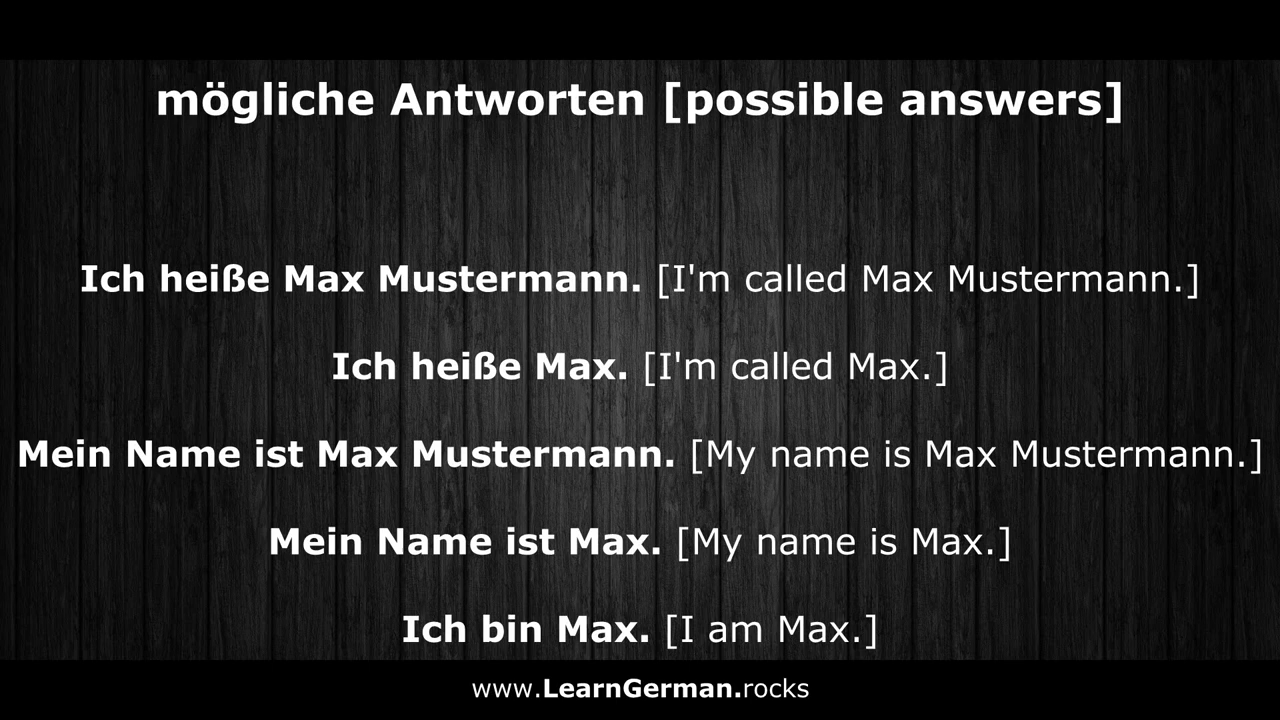 mögliche Antworten [possible answers]
Ich heiße Max Mustermann. [I'm called Max Mustermann.]
Ich heiße Max. [I'm called Max.]
Mein Name ist Max Mustermann. [My name is Max Mustermann.]
Mein Name ist Max. [My name is Max.]
Ich bin Max. [I am Max.]
www.LearnGerman.rocks